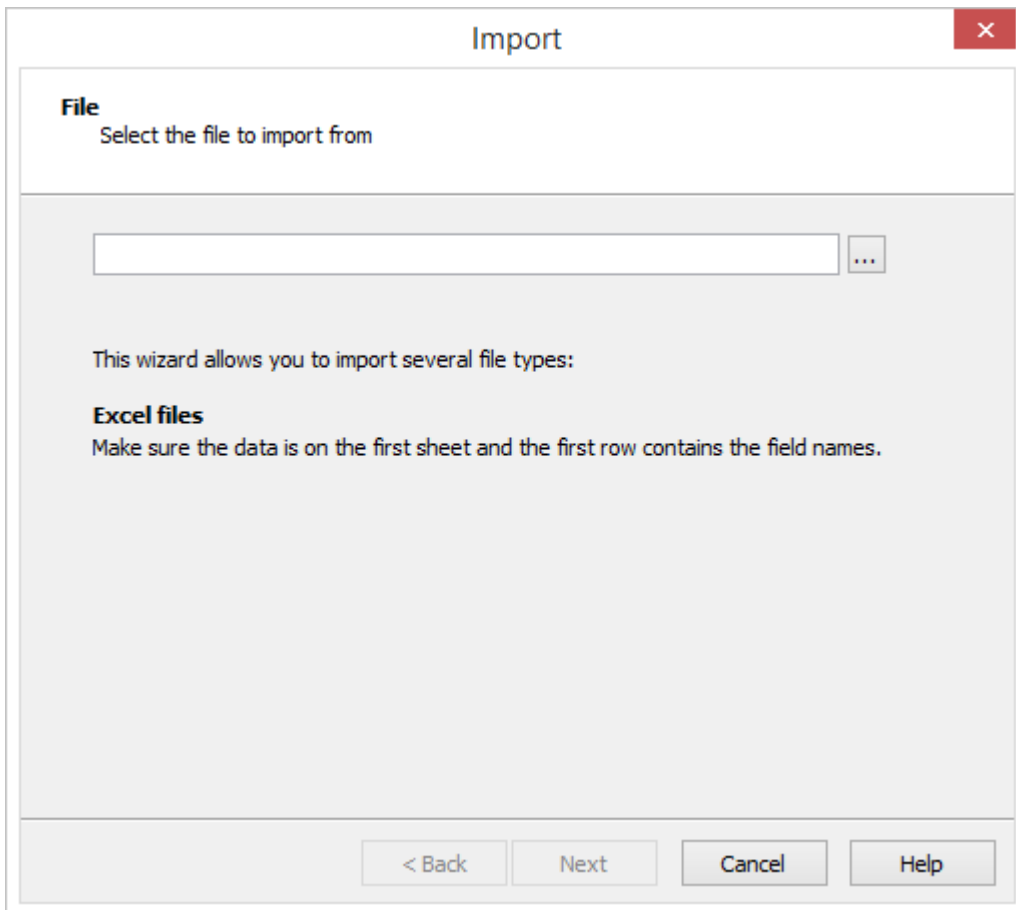 Import
File
Select the file to import from
...
This wizard allows you to import several file types:
Excel files
Make sure the data is on the first sheet and the first row contains the field names.
< Back Next Cancel Help